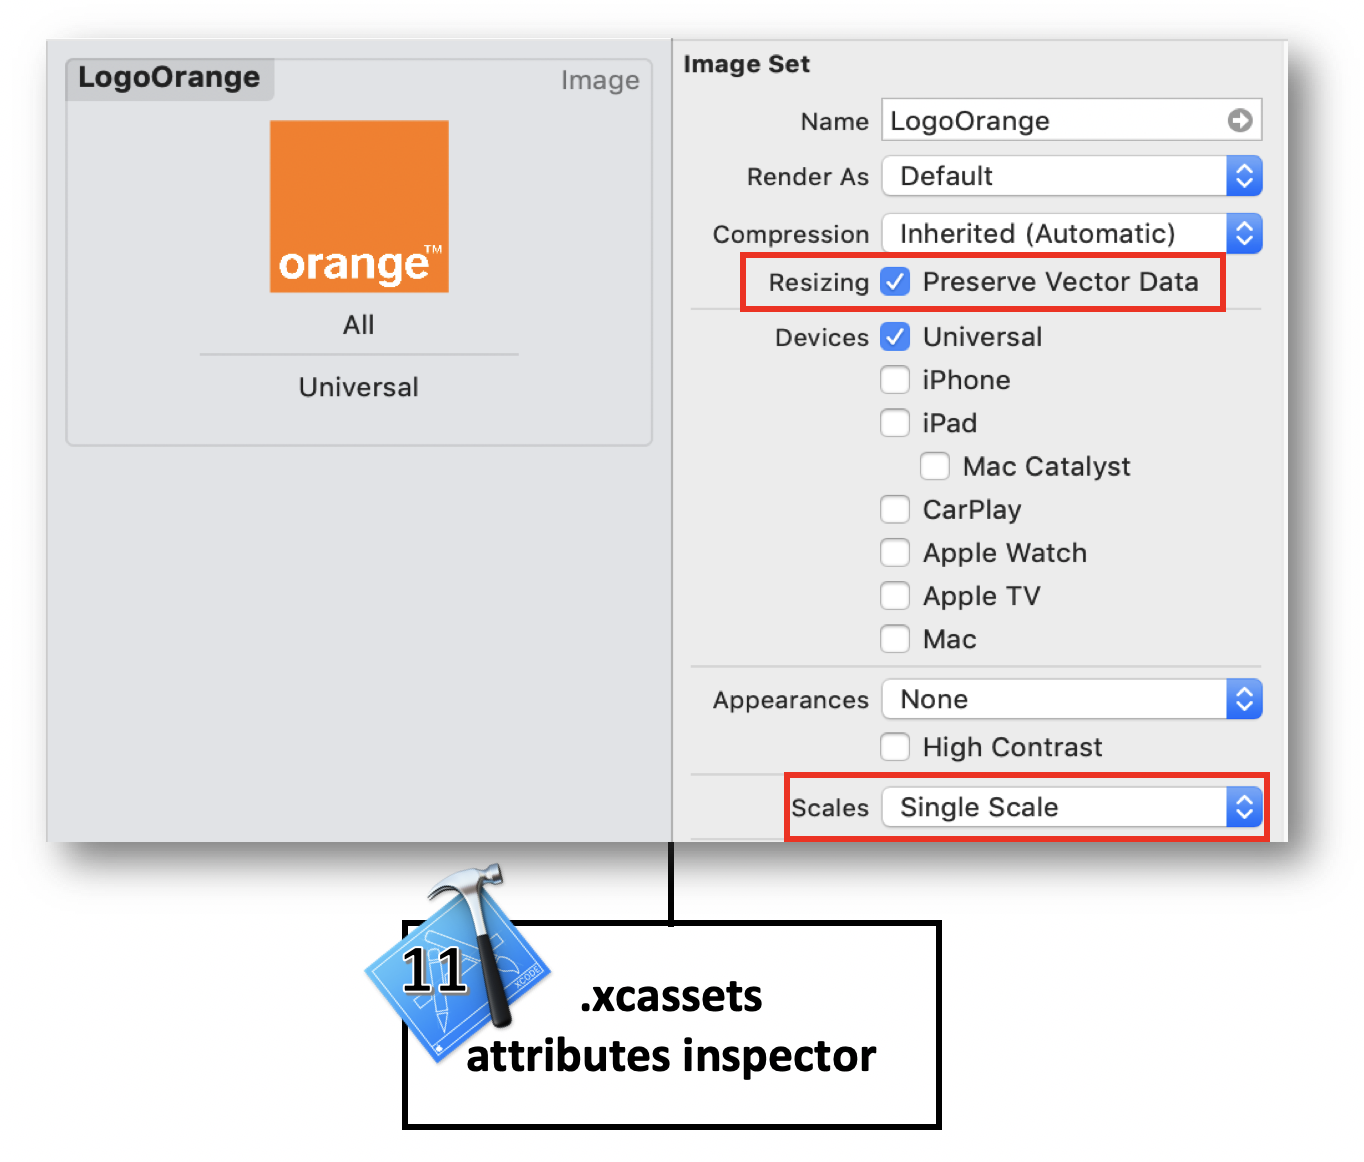 LogoOrange
Image
orange™
All
Universal
Image Set
Name LogoOrange
Render As Default
Compression Inherited (Automatic)
Resizing Preserve Vector Data
Devices Universal
iPhone
iPad
Mac Catalyst
CarPlay
Apple Watch
Apple TV
Mac
Appearances None
High Contrast
Scales Single Scale
11
XCODE
.xcassets
attributes inspector